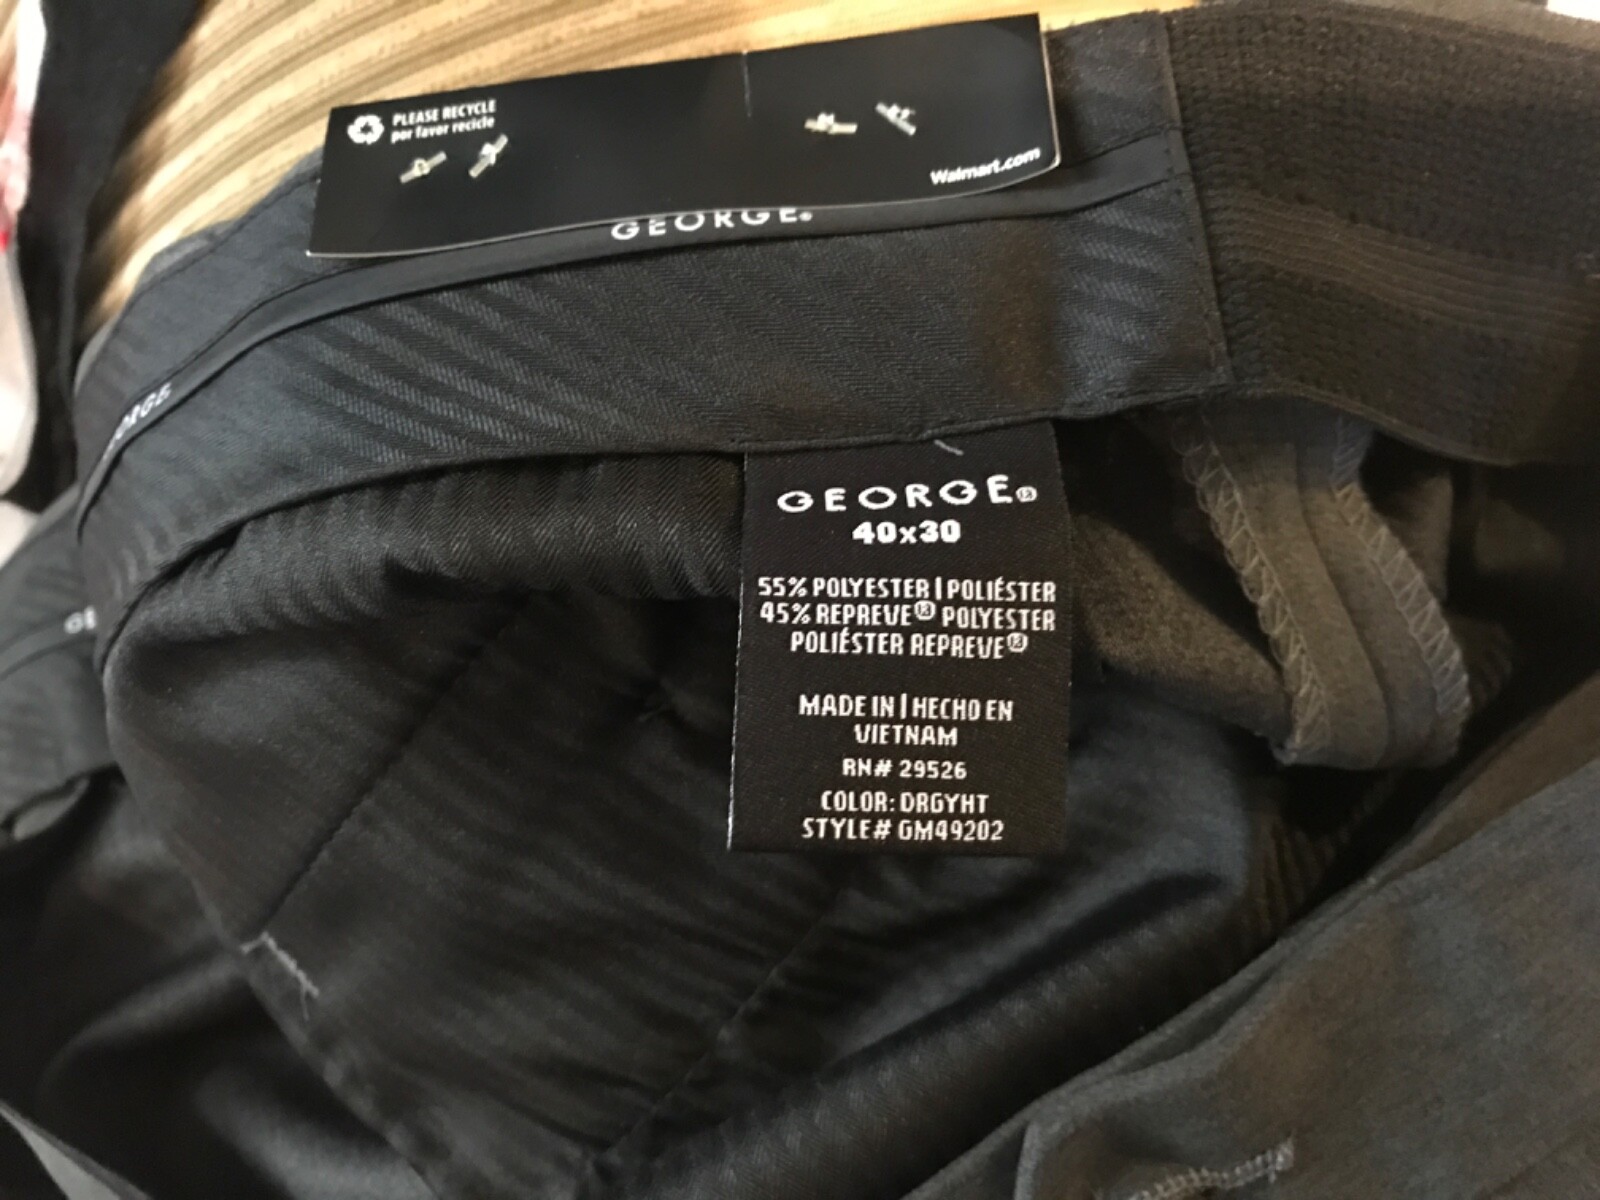 PLEASE RECYCLE
por favor recicle
Walmart.com
GEORGE®
GEORGE®
40x30
55% POLYESTER | POLIÉSTER
45% REPREVE® POLYESTER
POLIÉSTER REPREVE®
MADE IN | HECHO EN
VIETNAM
RN# 29526
COLOR: DRGYHT
STYLE# GM49202